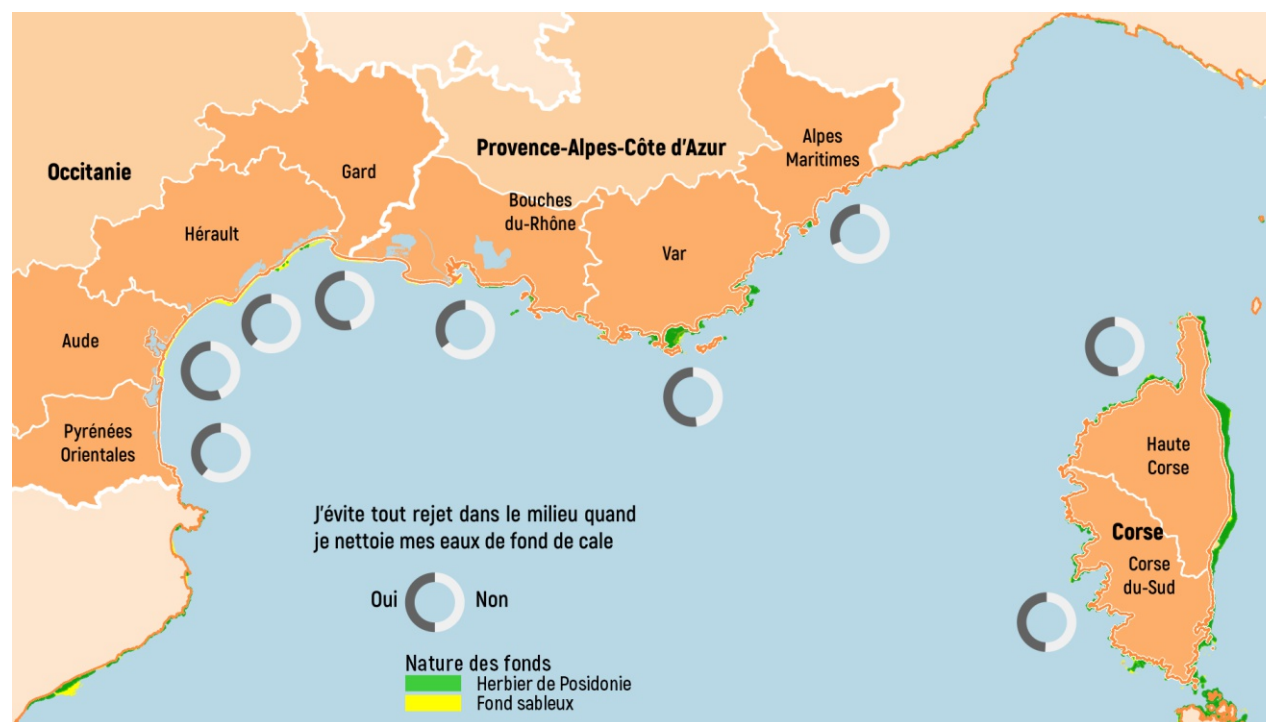 Provence-Alpes-Côte d'Azur
Alpes
Maritimes
Occitanie
Gard
Bouches
du-Rhône
Hérault
Var
Aude
Pyrénées
Orientales
Haute
Corse
Corse
Corse
du-Sud
J'évite tout rejet dans le milieu quand
je nettoie mes eaux de fond de cale
Oui Non
Nature des fonds
Herbier de Posidonie
Fond sableux